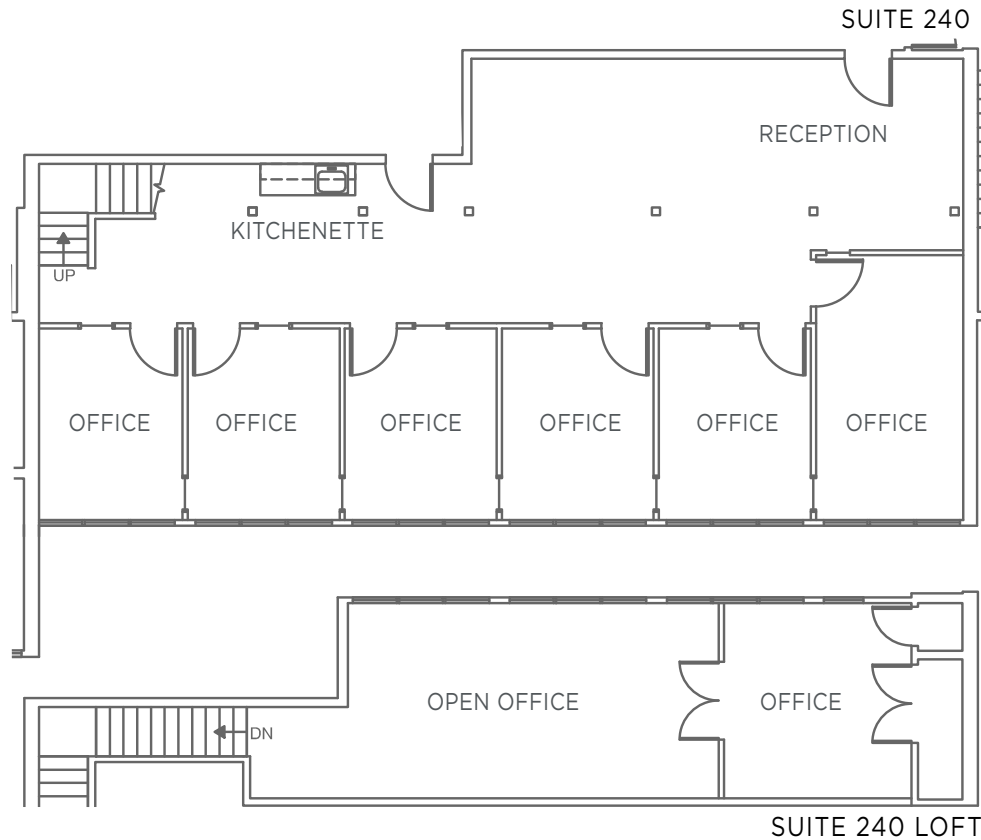 SUITE 240
RECEPTION
KITCHENETTE
UP
OFFICE OFFICE OFFICE OFFICE OFFICE OFFICE
OPEN OFFICE OFFICE
DN
SUITE 240 LOFT